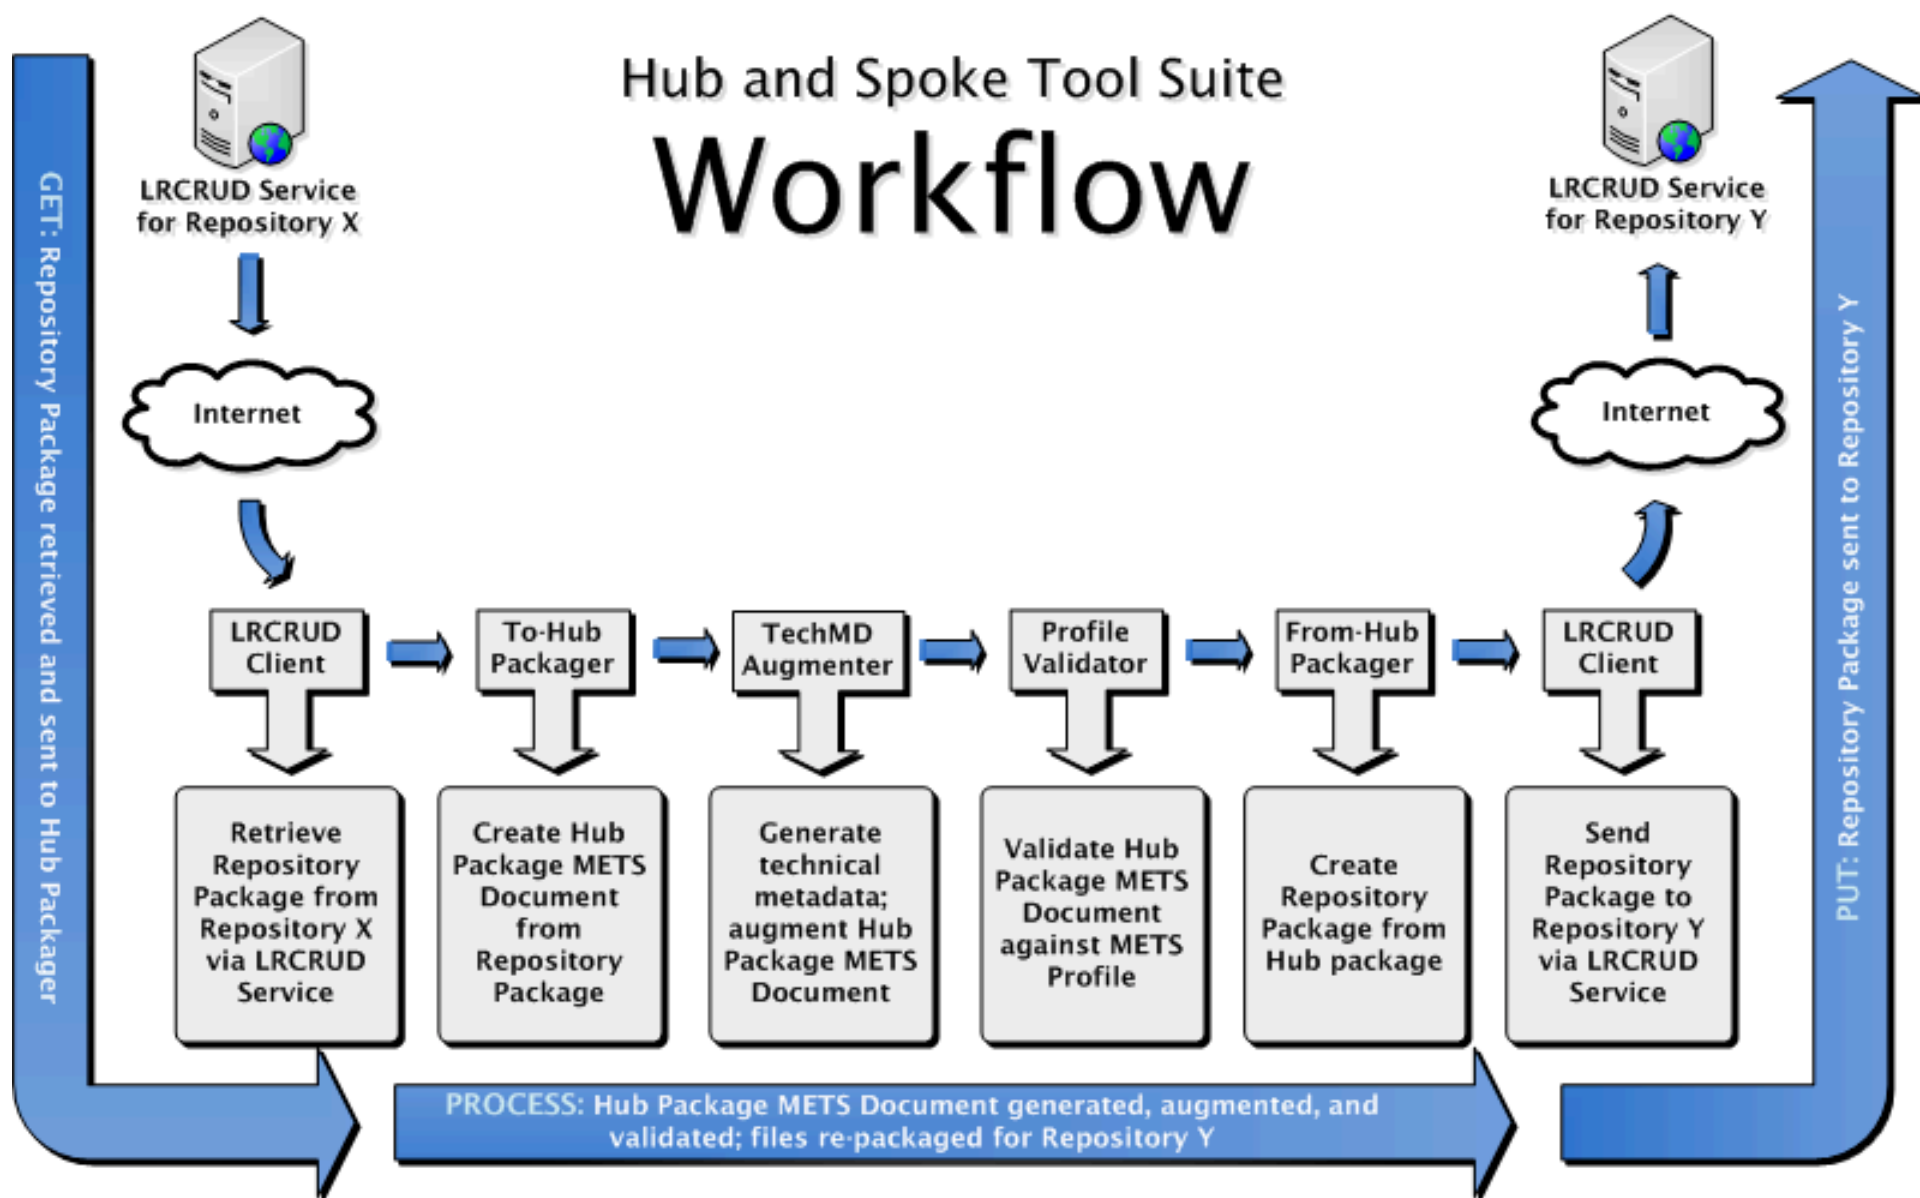 Hub and Spoke Tool Suite
Workflow
LRCRUD Service
for Repository X
Internet
LRCRUD Service
for Repository Y
Internet
GET: Repository Package retrieved and sent to Hub Packager
LRCRUD
Client
To-Hub
Packager
TechMD
Augmenter
Profile
Validator
From-Hub
Packager
LRCRUD
Client
Retrieve
Repository
Package from
Repository X
via LRCRUD
Service
Create Hub
Package METS
Document
from
Repository
Package
Generate
technical
metadata;
augment Hub
Package METS
Document
Validate Hub
Package METS
Document
against METS
Profile
Create
Repository
Package from
Hub package
Send
Repository
Package to
Repository Y
via LRCRUD
Service
PROCESS: Hub Package METS Document generated, augmented, and
validated; files re-packaged for Repository Y
PUT: Repository Package sent to Repository Y